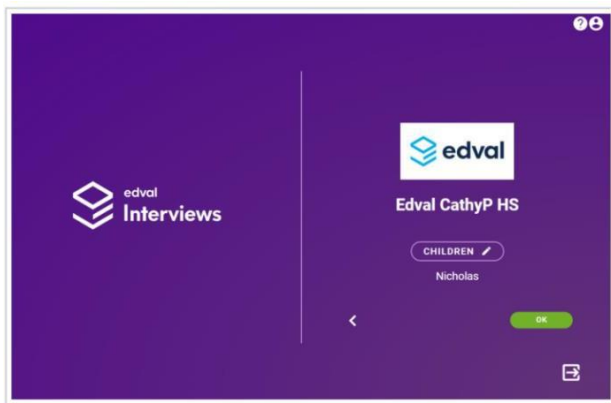 edval
Interviews
edval
Edval CathyP HS
CHILDREN
Nicholas
OK